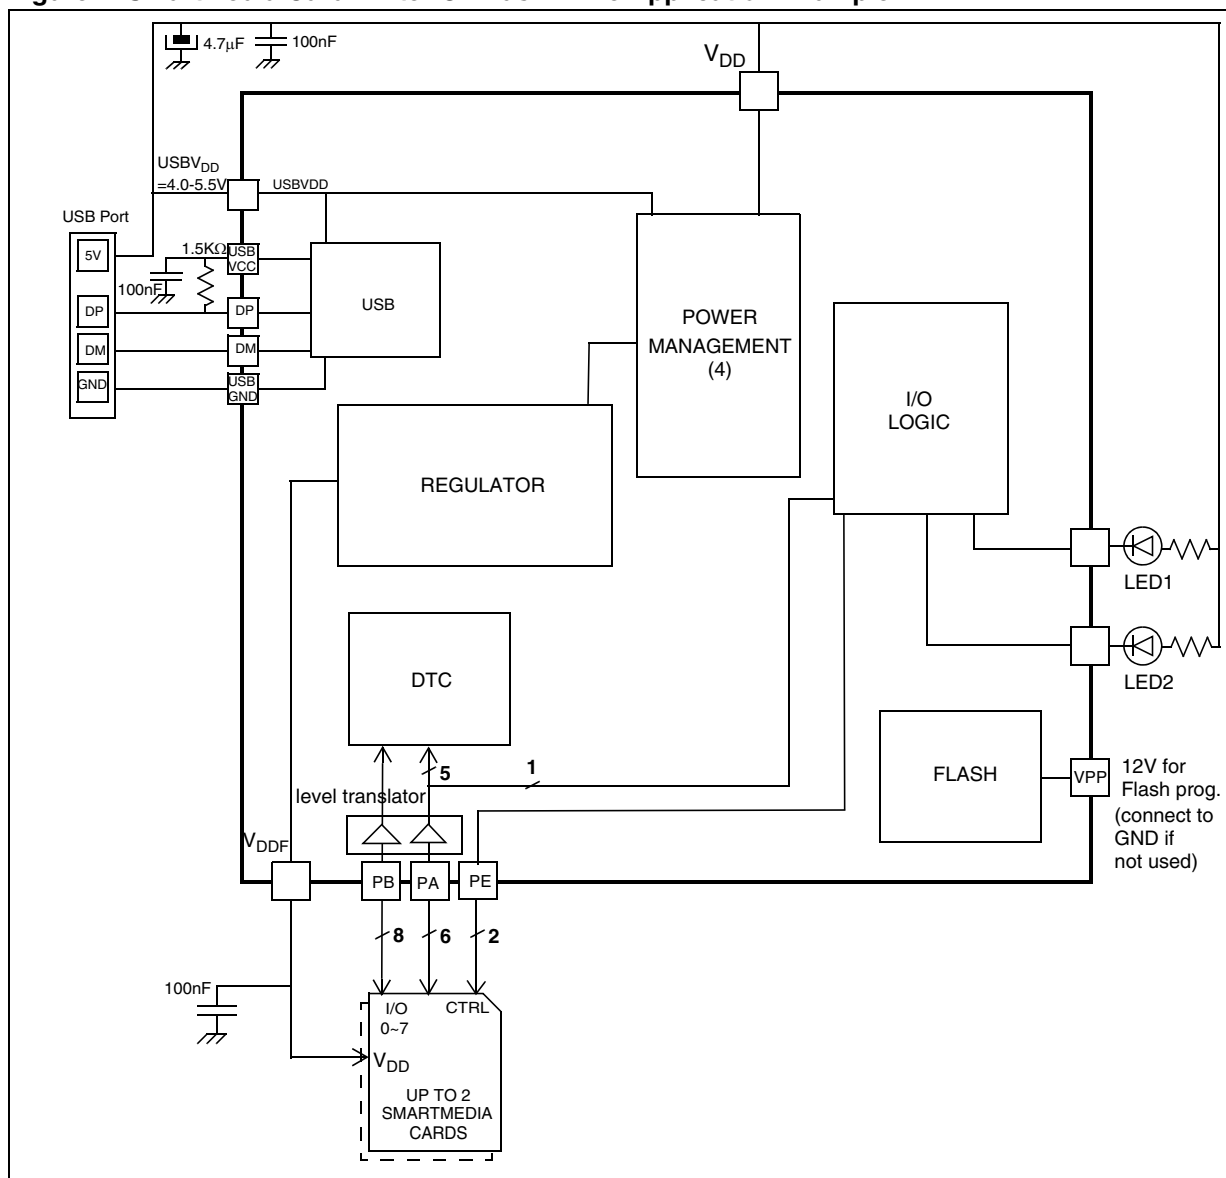 4.7μF
100nF
VDD
USBVDD
=4.0-5.5V
USBVDD
USB Port
5V
1.5KΩ
USB
VCC
100nF
DP
DP
DM
DM
GND
USB
GND
USB
POWER
MANAGEMENT
(4)
I/O
LOGIC
REGULATOR
LED1
LED2
DTC
5
1
level translator
FLASH
VPP
12V for
Flash prog.
(connect to
GND if
not used)
VDDF
PB
PA
PE
8
6
2
100nF
I/O
0~7
CTRL
VDD
UP TO 2
SMARTMEDIA
CARDS